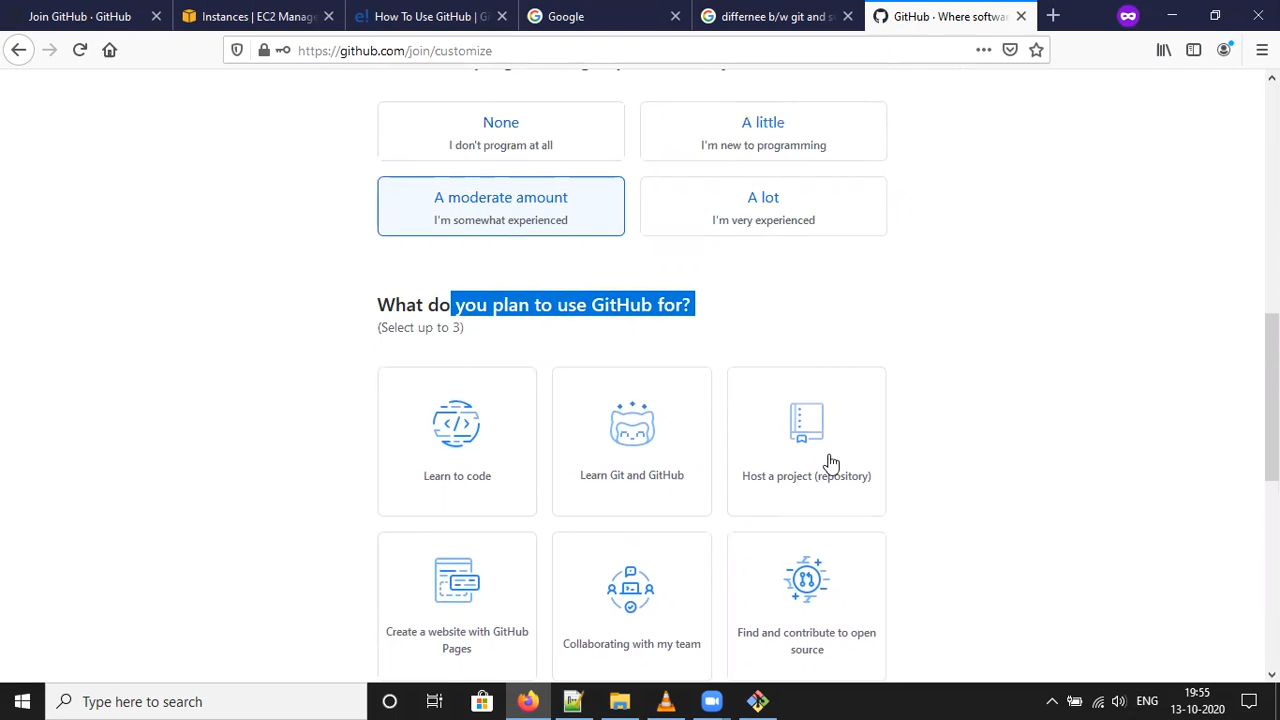 Join GitHub · GitHub
Instances | EC2 Manage
How To Use GitHub | G
Google
differnee b/w git and s
GitHub · Where softwa
https://github.com/join/customize
None
I don't program at all
A little
I'm new to programming
A moderate amount
I'm somewhat experienced
A lot
I'm very experienced
What do you plan to use GitHub for?
(Select up to 3)
Learn to code
Learn Git and GitHub
Host a project (repository)
Create a website with GitHub
Pages
Collaborating with my team
Find and contribute to open
source
Type here to search
ENG
19:55
13-10-2020